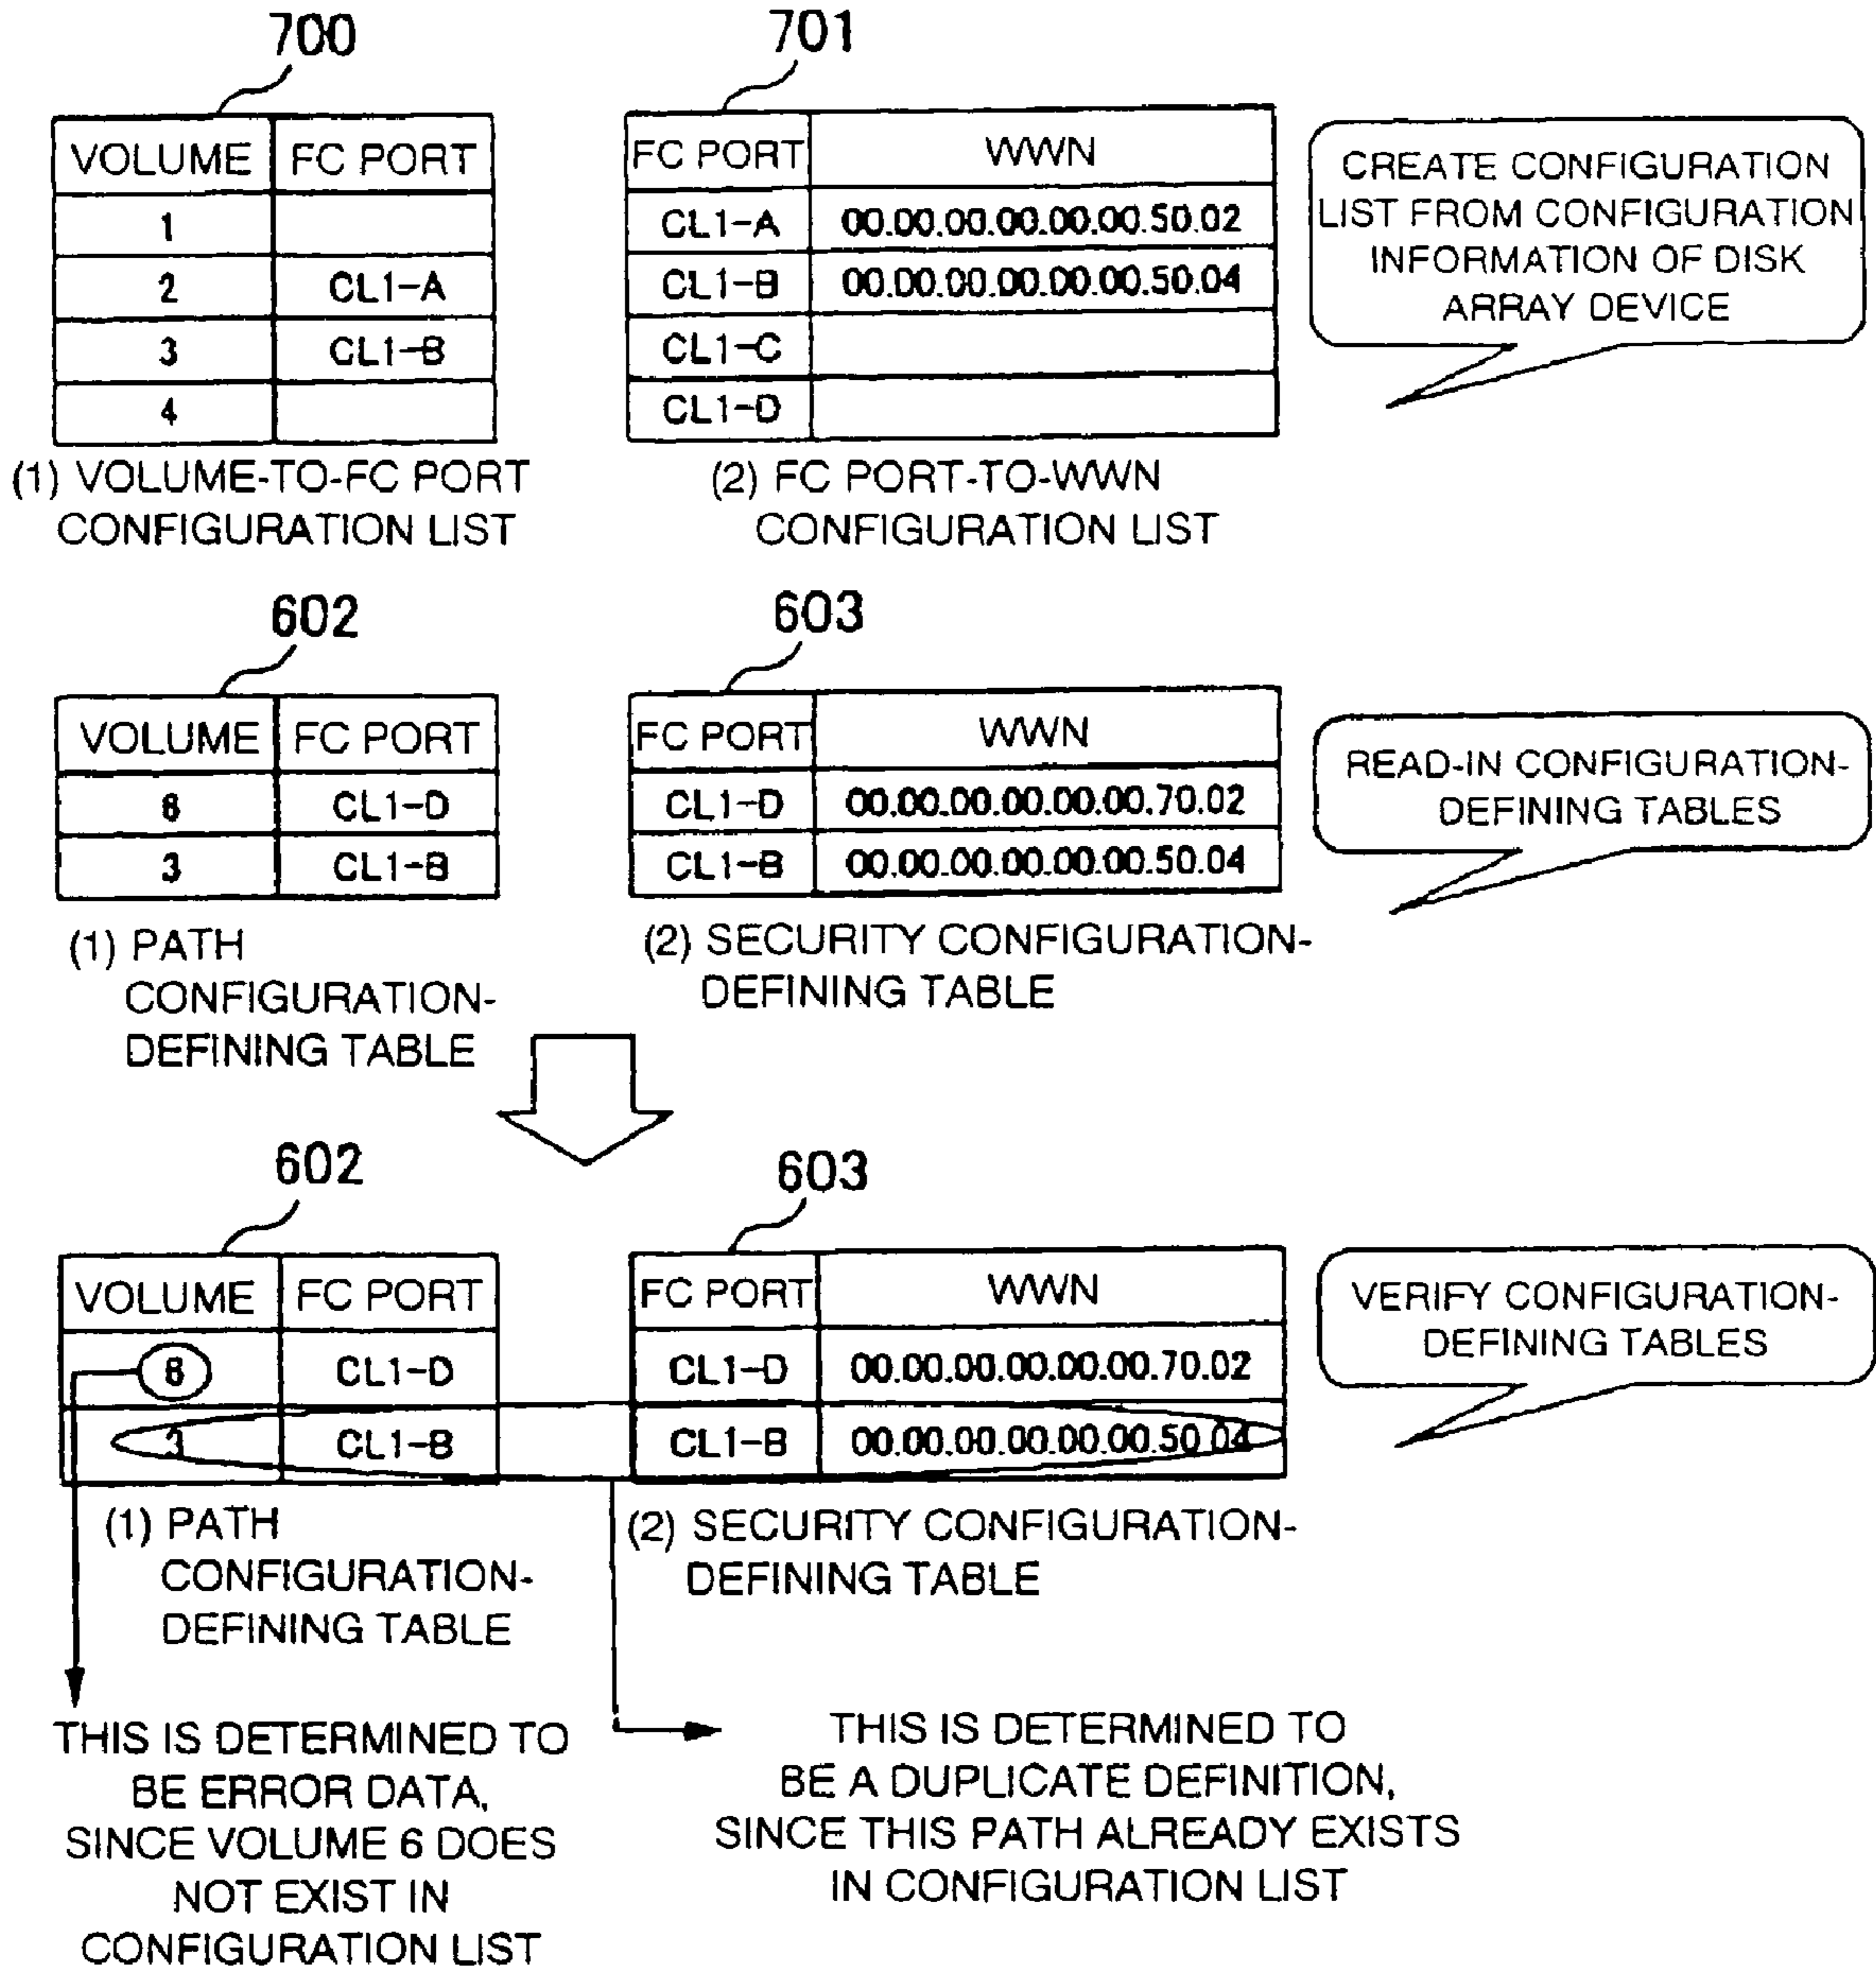 700
701
VOLUME FC PORT
1
2 CL1-A
3 CL1-B
4
FC PORT WWN
CL1-A 00.00.00.00.00.00.50.02
CL1-B 00.00.00.00.00.00.50.04
CL1-C
CL1-D
CREATE CONFIGURATION
LIST FROM CONFIGURATION
INFORMATION OF DISK
ARRAY DEVICE
(1) VOLUME-TO-FC PORT
CONFIGURATION LIST
(2) FC PORT-TO-WWN
CONFIGURATION LIST
602
603
VOLUME FC PORT
6 CL1-D
3 CL1-B
FC PORT WWN
CL1-D 00.00.00.00.00.00.70.02
CL1-B 00.00.00.00.00.00.50.04
READ-IN CONFIGURATION-
DEFINING TABLES
(1) PATH
CONFIGURATION-
DEFINING TABLE
(2) SECURITY CONFIGURATION-
DEFINING TABLE
602
603
VOLUME FC PORT
6 CL1-D
3 CL1-B
FC PORT WWN
CL1-D 00.00.00.00.00.00.70.02
CL1-B 00.00.00.00.00.00.50.04
VERIFY CONFIGURATION-
DEFINING TABLES
(1) PATH
CONFIGURATION-
DEFINING TABLE
(2) SECURITY CONFIGURATION-
DEFINING TABLE
THIS IS DETERMINED TO
BE ERROR DATA,
SINCE VOLUME 6 DOES
NOT EXIST IN
CONFIGURATION LIST
THIS IS DETERMINED TO
BE A DUPLICATE DEFINITION,
SINCE THIS PATH ALREADY EXISTS
IN CONFIGURATION LIST